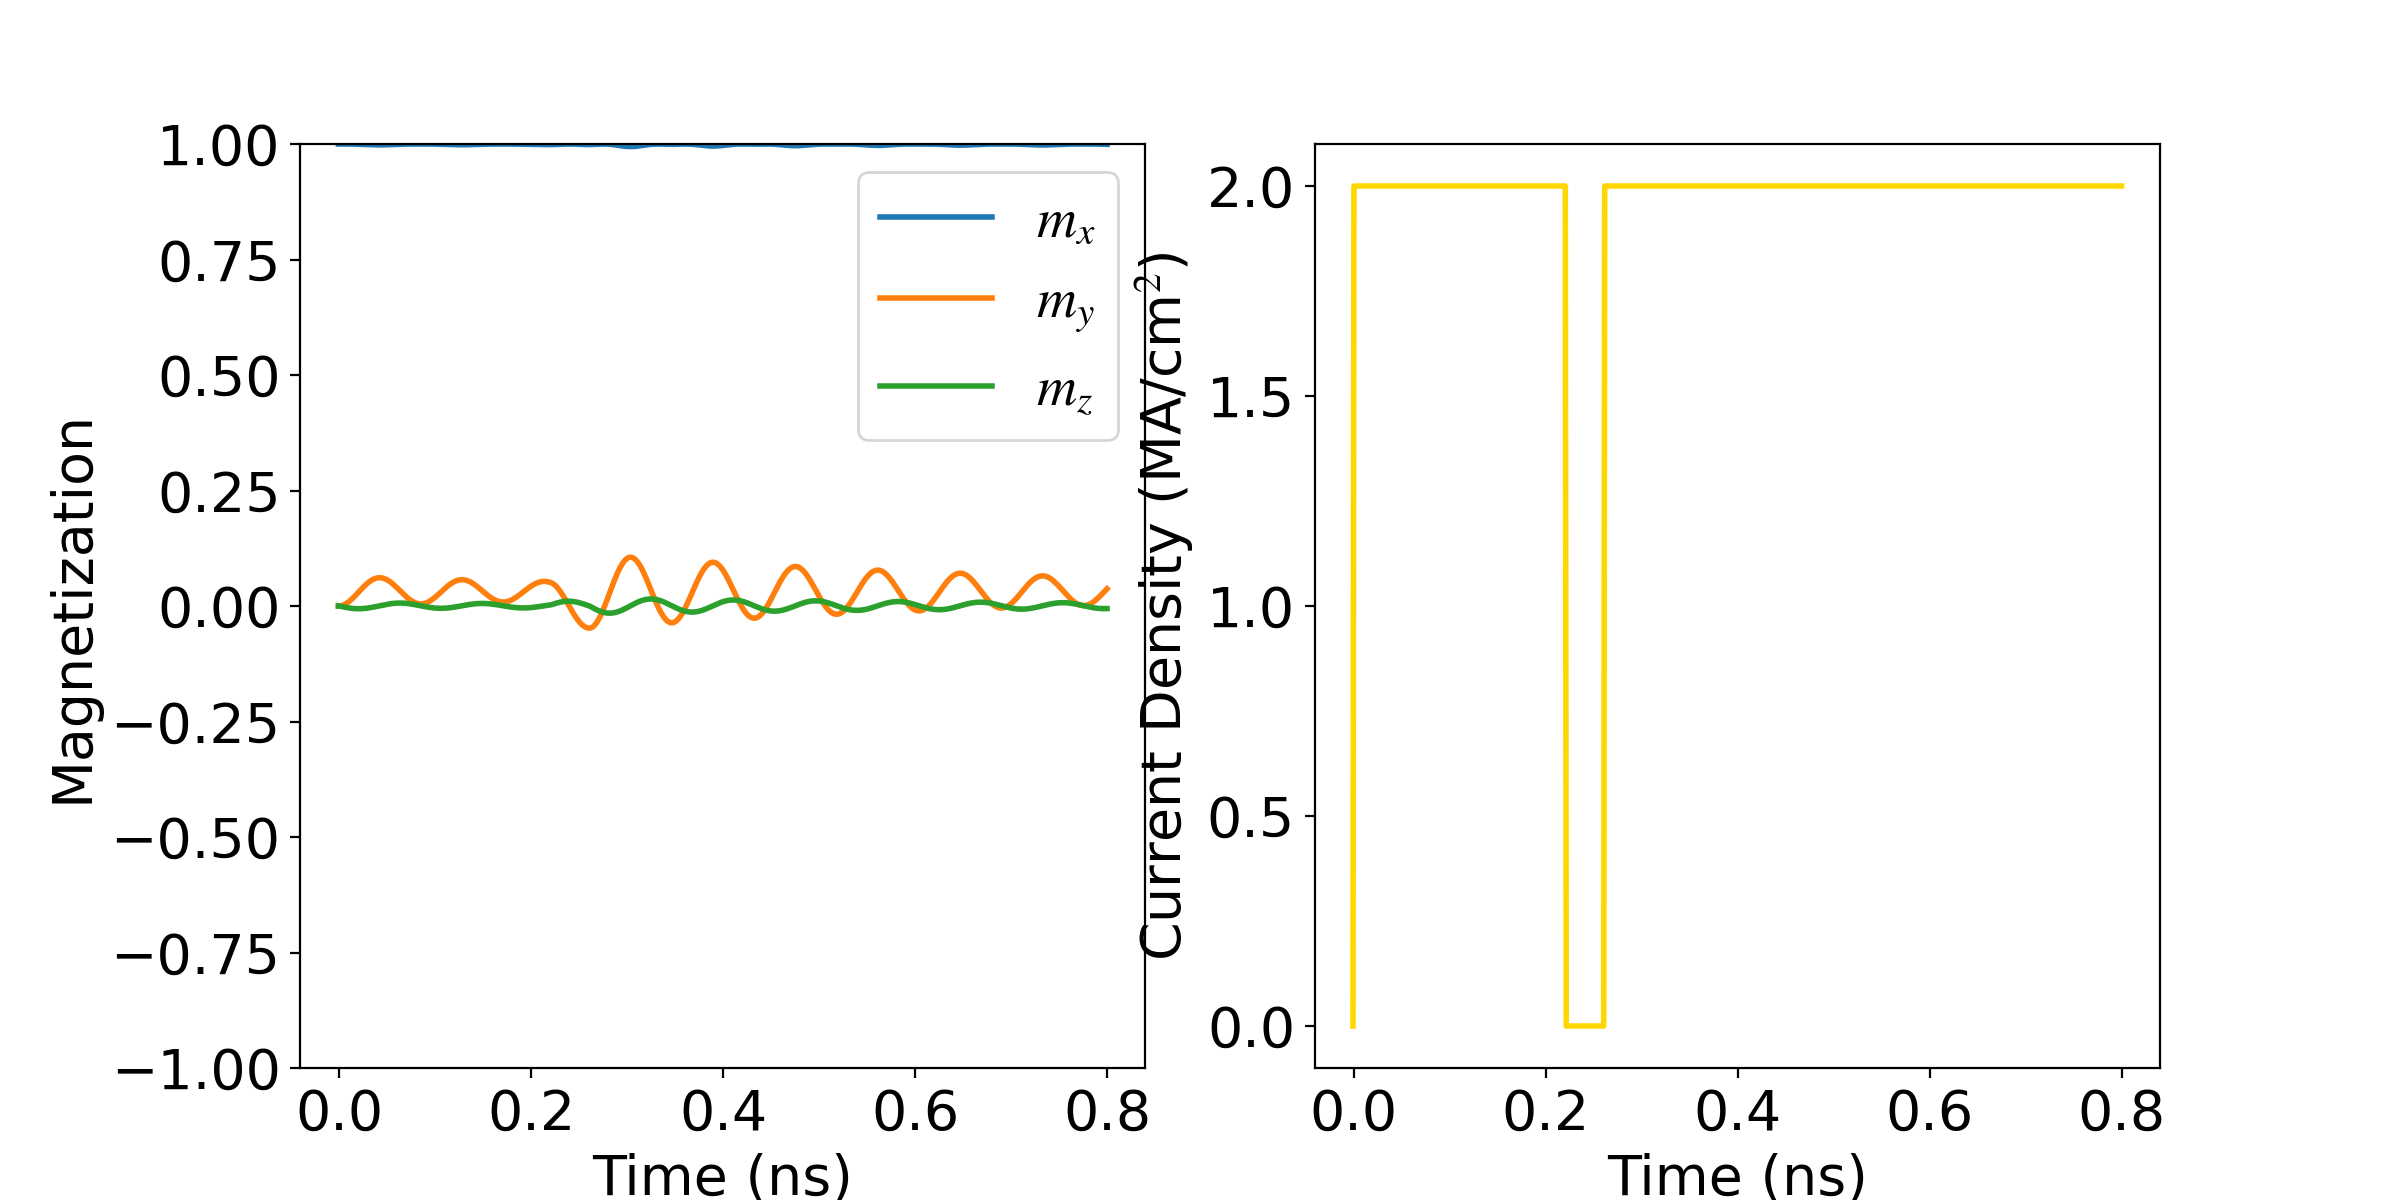 Magnetization
1.00
0.75
0.50
0.25
0.00
−0.25
−0.50
−0.75
−1.00
0.0 0.2 0.4 0.6 0.8
Time (ns)
m_x
m_y
m_z
Current Density (MA/cm²)
2.0
1.5
1.0
0.5
0.0
0.0 0.2 0.4 0.6 0.8
Time (ns)